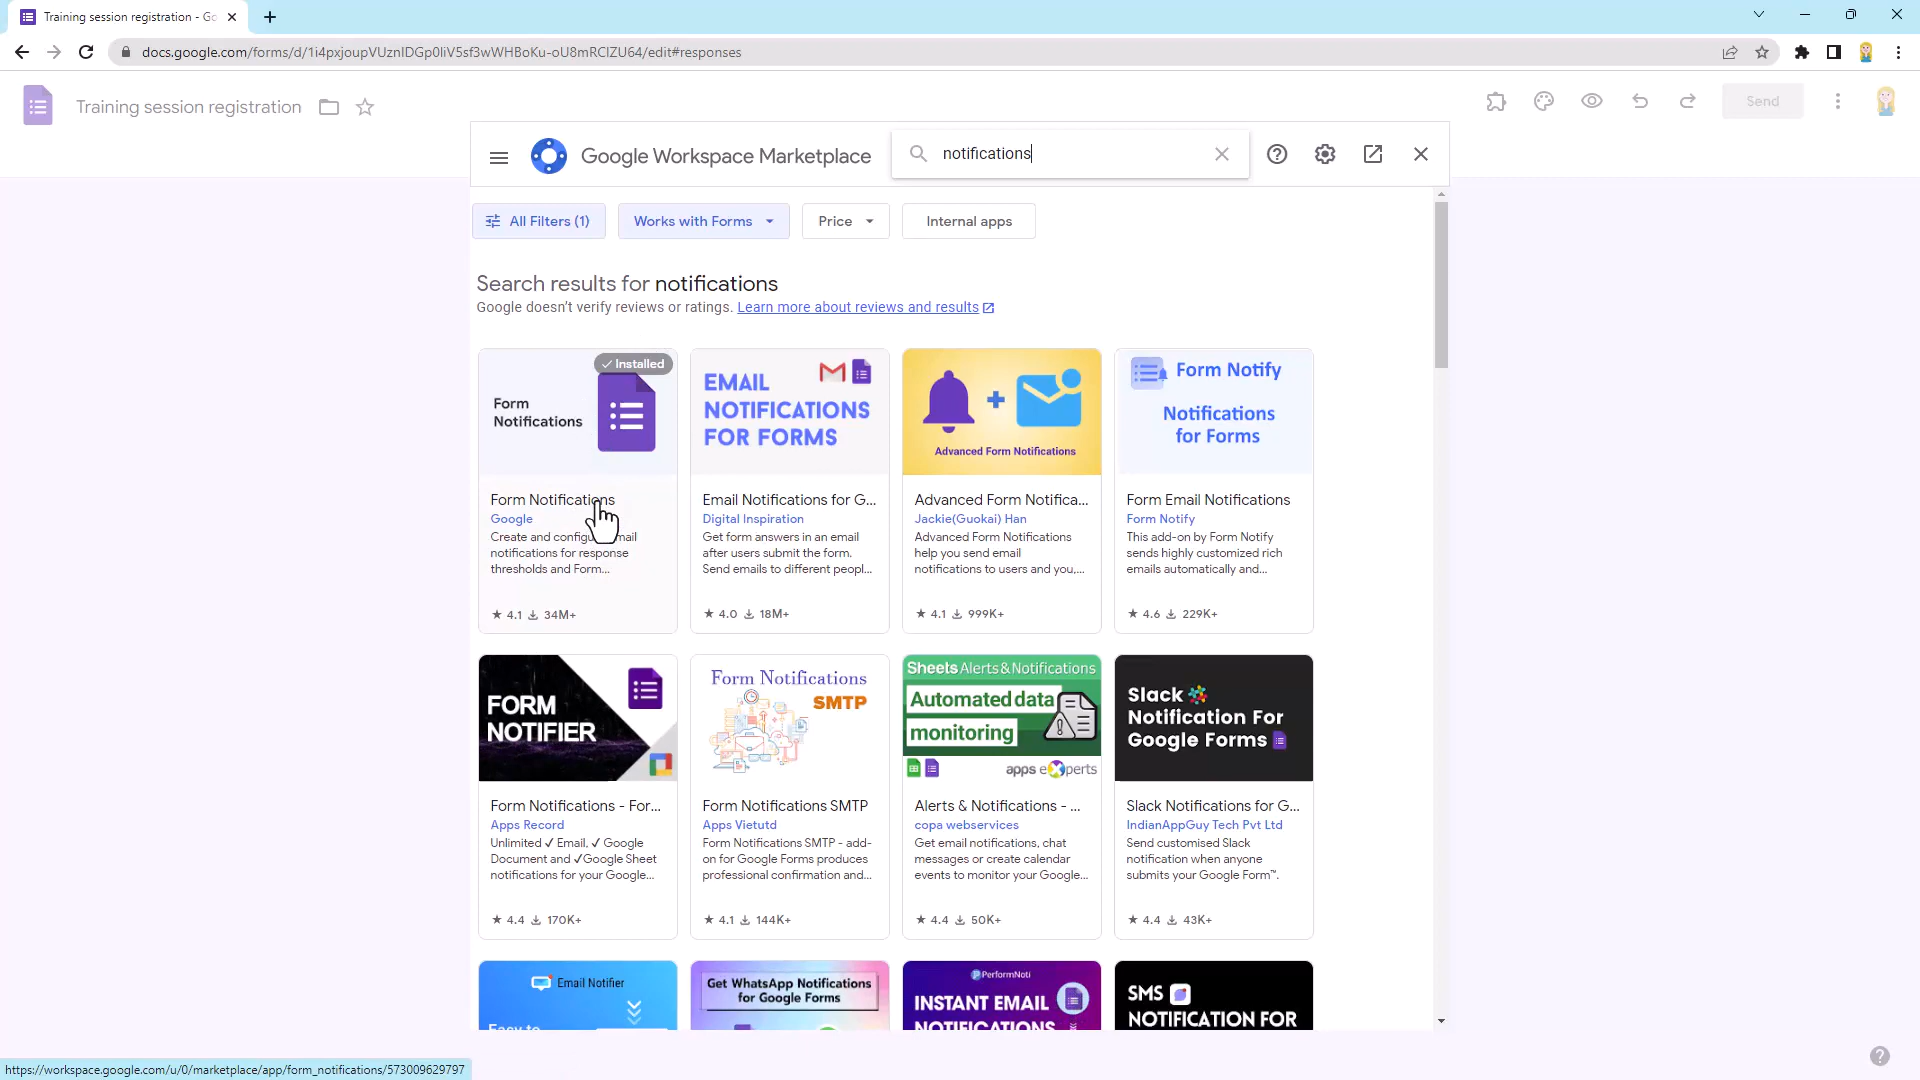 Training session registration - Go
docs.google.com/forms/d/1i4pxjoupVUznIDGp0liV5sf3wWHBoKu-oU8mRCIZU64/edit#responses
Training session registration
Send
Google Workspace Marketplace
notifications
All Filters (1)
Works with Forms
Price
Internal apps
Search results for notifications
Google doesn't verify reviews or ratings. Learn more about reviews and results
Installed
Form
Notifications
Form Notifications
Google
Create and configu mail
notifications for response
thresholds and Form...
4.1 34M+
EMAIL
NOTIFICATIONS
FOR FORMS
Email Notifications for G...
Digital Inspiration
Get form answers in an email
after users submit the form.
Send emails to different peopl...
4.0 18M+
Advanced Form Notifications
Advanced Form Notifica...
Jackie(Guokai) Han
Advanced Form Notifications
help you send email
notifications to users and you,...
4.1 999K+
Form Notify
Notifications
for Forms
Form Email Notifications
Form Notify
This add-on by Form Notify
sends highly customized rich
emails automatically and...
4.6 229K+
FORM
NOTIFIER
Form Notifications - For...
Apps Record
Unlimited ✓ Email, ✓ Google
Document and ✓Google Sheet
notifications for your Google...
4.4 170K+
Form Notifications
SMTP
Form Notifications SMTP
Apps Vietutd
Form Notifications SMTP - add-
on for Google Forms produces
professional confirmation and...
4.1 144K+
Sheets Alerts & Notifications
Automated data
monitoring
apps experts
Alerts & Notifications - ...
copa webservices
Get email notifications, chat
messages or create calendar
events to monitor your Google...
4.4 50K+
Slack
Notification For
Google Forms
Slack Notifications for G...
IndianAppGuy Tech Pvt Ltd
Send customised Slack
notification when anyone
submits your Google Form™.
4.4 43K+
Email Notifier
Easy to
Get WhatsApp Notifications
for Google Forms
PerformNoti
INSTANT EMAIL
NOTIFICATIONS
SMS
NOTIFICATION FOR
https://workspace.google.com/u/0/marketplace/app/form_notifications/573009629797